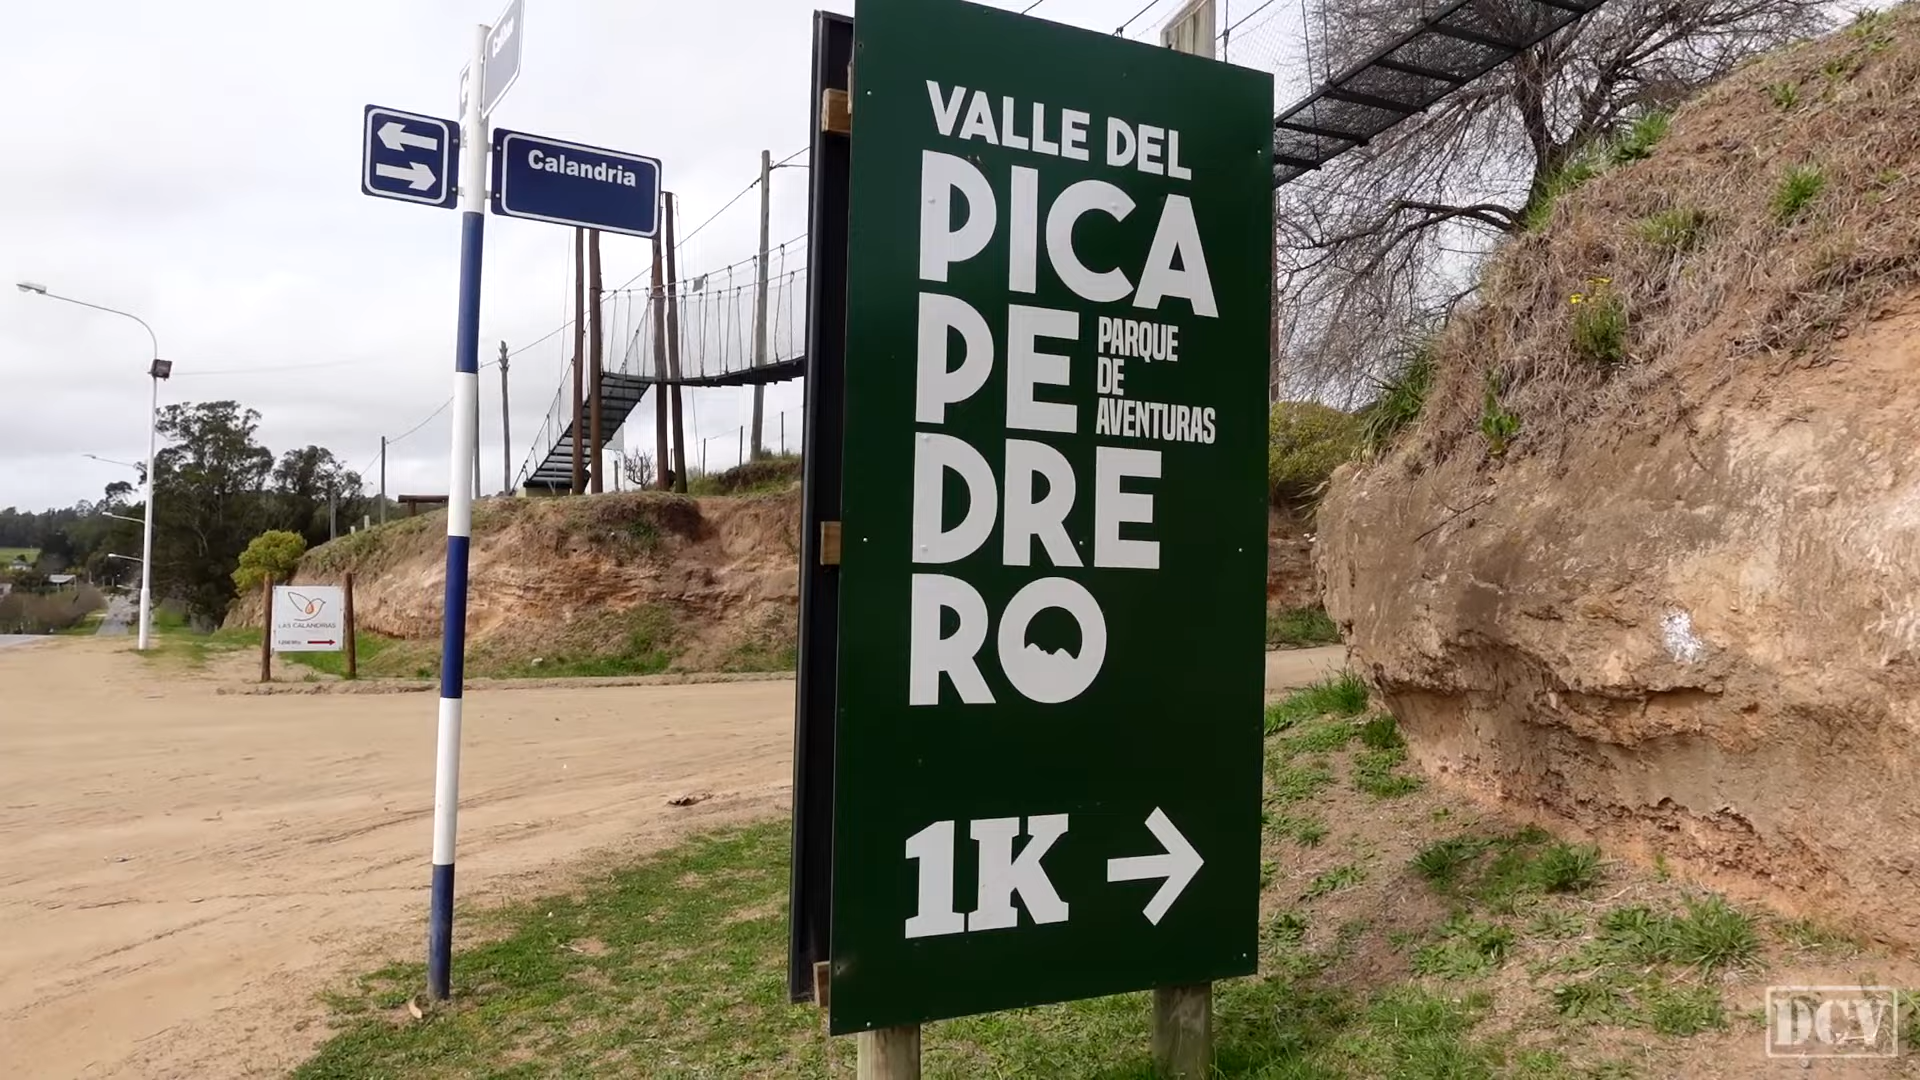 Calandria
VALLE DEL
PICA
PE
DRE
RO
PARQUE
DE
AVENTURAS
1K
LAS CALANDRIAS
DCV